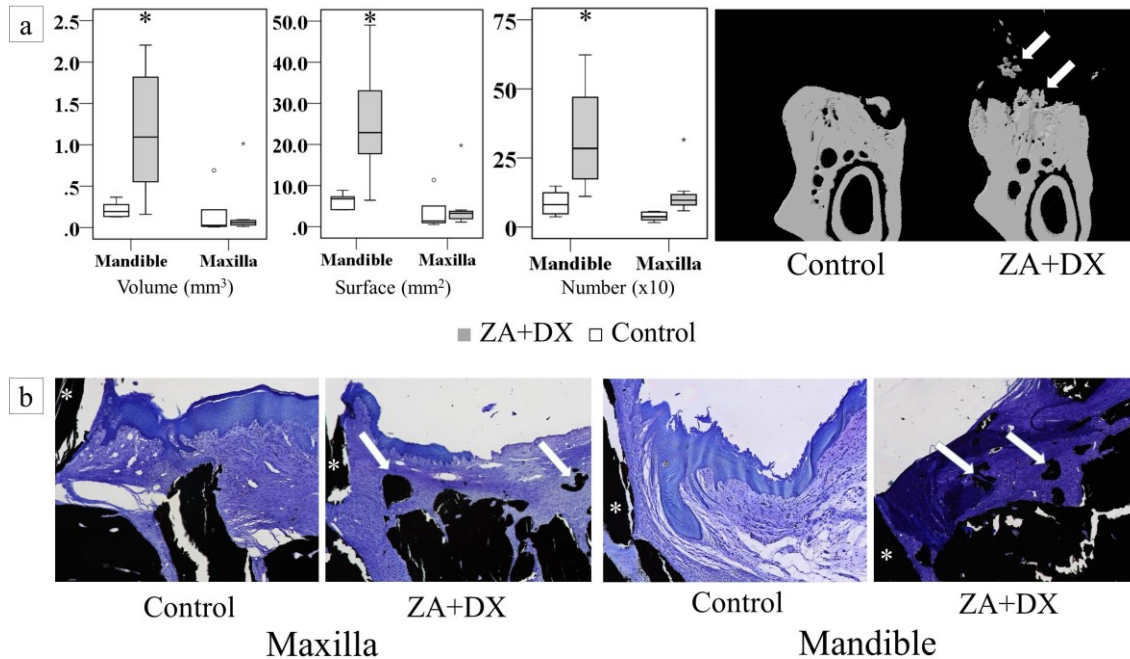 a
2.5
2.0
1.5
1.0
.5
.0
*
Mandible Maxilla
Volume (mm³)
50.0
40.0
30.0
20.0
10.0
.0
*
Mandible Maxilla
Surface (mm²)
75
50
25
0
*
Mandible Maxilla
Number (x10)
Control ZA+DX
ZA+DX Control
b
* * * *
Control ZA+DX Control ZA+DX
Maxilla Mandible